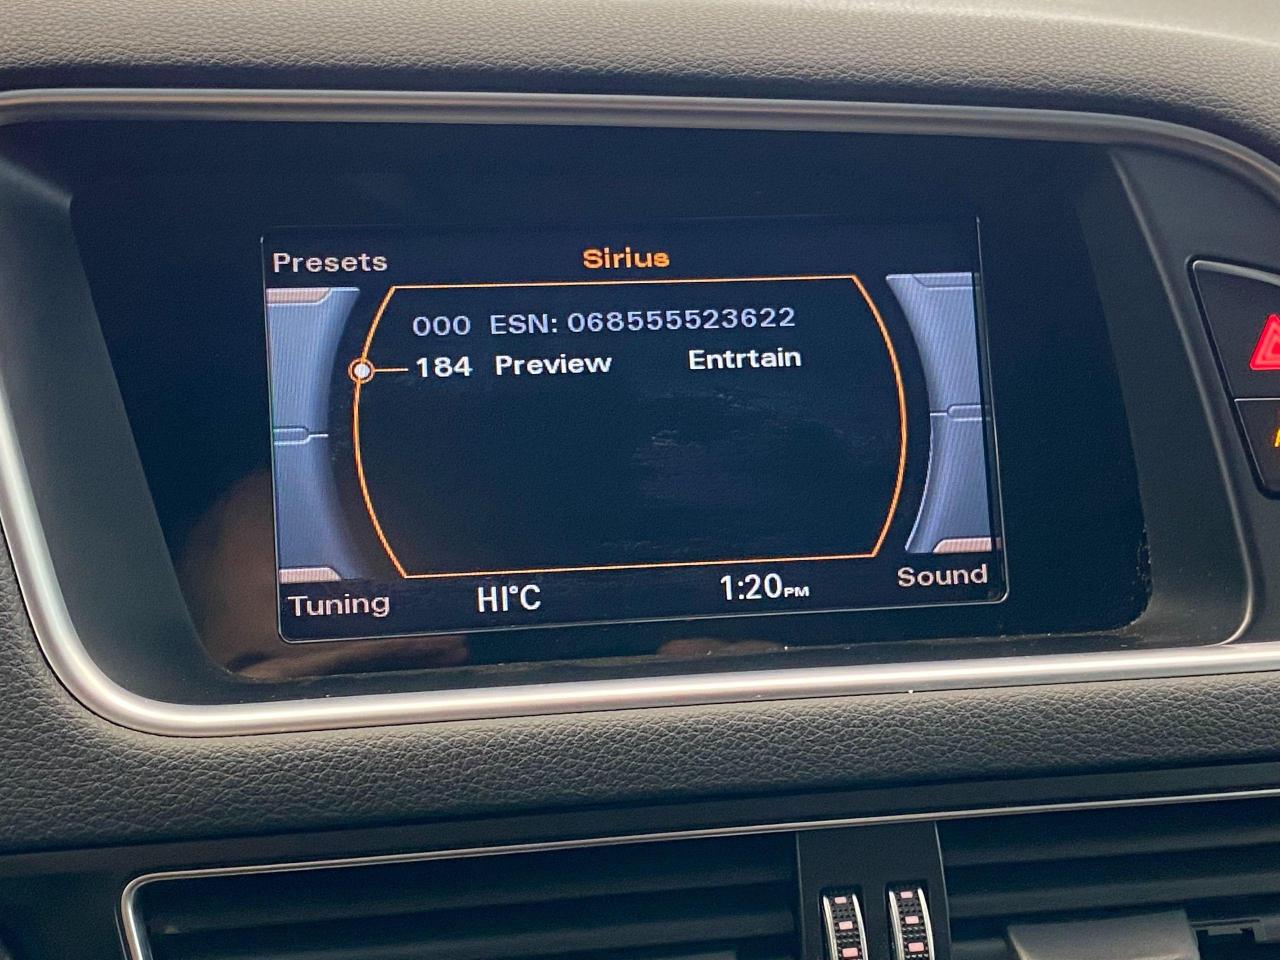 Presets Sirius
000 ESN: 068555523622
184 Preview Entrtain
Tuning HI°C 1:20PM Sound